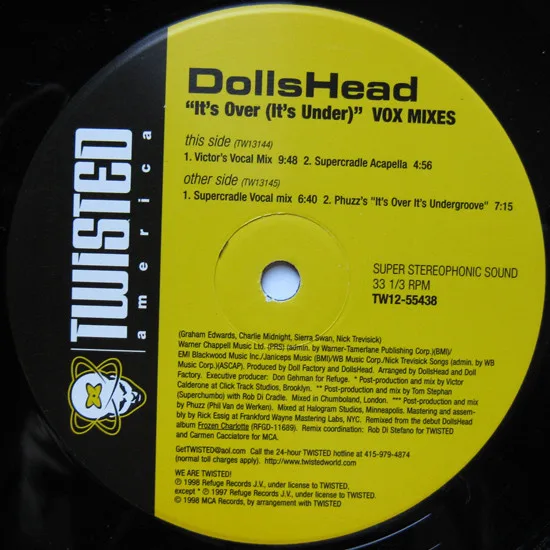 DollsHead
"It's Over (It's Under)" VOX MIXES
this side (TW13144)
1. Victor's Vocal Mix 9:48 2. Supercradle Acapella 4:56
other side (TW13145)
1. Supercradle Vocal mix 6:40 2. Phuzz's "It's Over It's Undergroove" 7:15
TWISTED
america
SUPER STEREOPHONIC SOUND
33 1/3 RPM
TW12-55438
(Graham Edwards, Charlie Midnight, Sierra Swan, Nick Trevisick)
Warner Chappell Music Ltd. (PRS) (admin. by Warner-Tamerlane Publishing Corp.)(BMI)/
EMI Blackwood Music Inc./Janiceps Music (BMI)/WB Music Corp./Nick Trevisick Songs (admin. by WB
Music Corp.)(ASCAP). Produced by Doll Factory and DollsHead. Arranged by DollsHead and Doll
Factory. Executive producer: Don Gehman for Refuge. * Post-production and mix by Victor
Calderone at Click Track Studios, Brooklyn. ** Post-production and mix by Tom Stephan
(Superchumbo) with Rob Di Cradle. Mixed in Chumboland, London. *** Post-production and mix
by Phuzz (Phil Van de Werken). Mixed at Halogram Studios, Minneapolis. Mastering and assem-
bly by Rick Essig at Frankford Wayne Mastering Labs, NYC. Remixed from the debut DollsHead
album Frozen Charlotte (RFGD-11689). Remix coordination: Rob Di Stefano for TWISTED
and Carmen Cacciatore for MCA.
GetTWISTED@aol.com Call the 24-hour TWISTED hotline at 415-979-4874
(normal toll charges apply). http://www.twistedworld.com
WE ARE TWISTED!
℗ 1998 Refuge Records J.V., under license to TWISTED.
except * ℗ 1997 Refuge Records J.V., under license to TWISTED.
© 1998 MCA Records, by arrangement with TWISTED